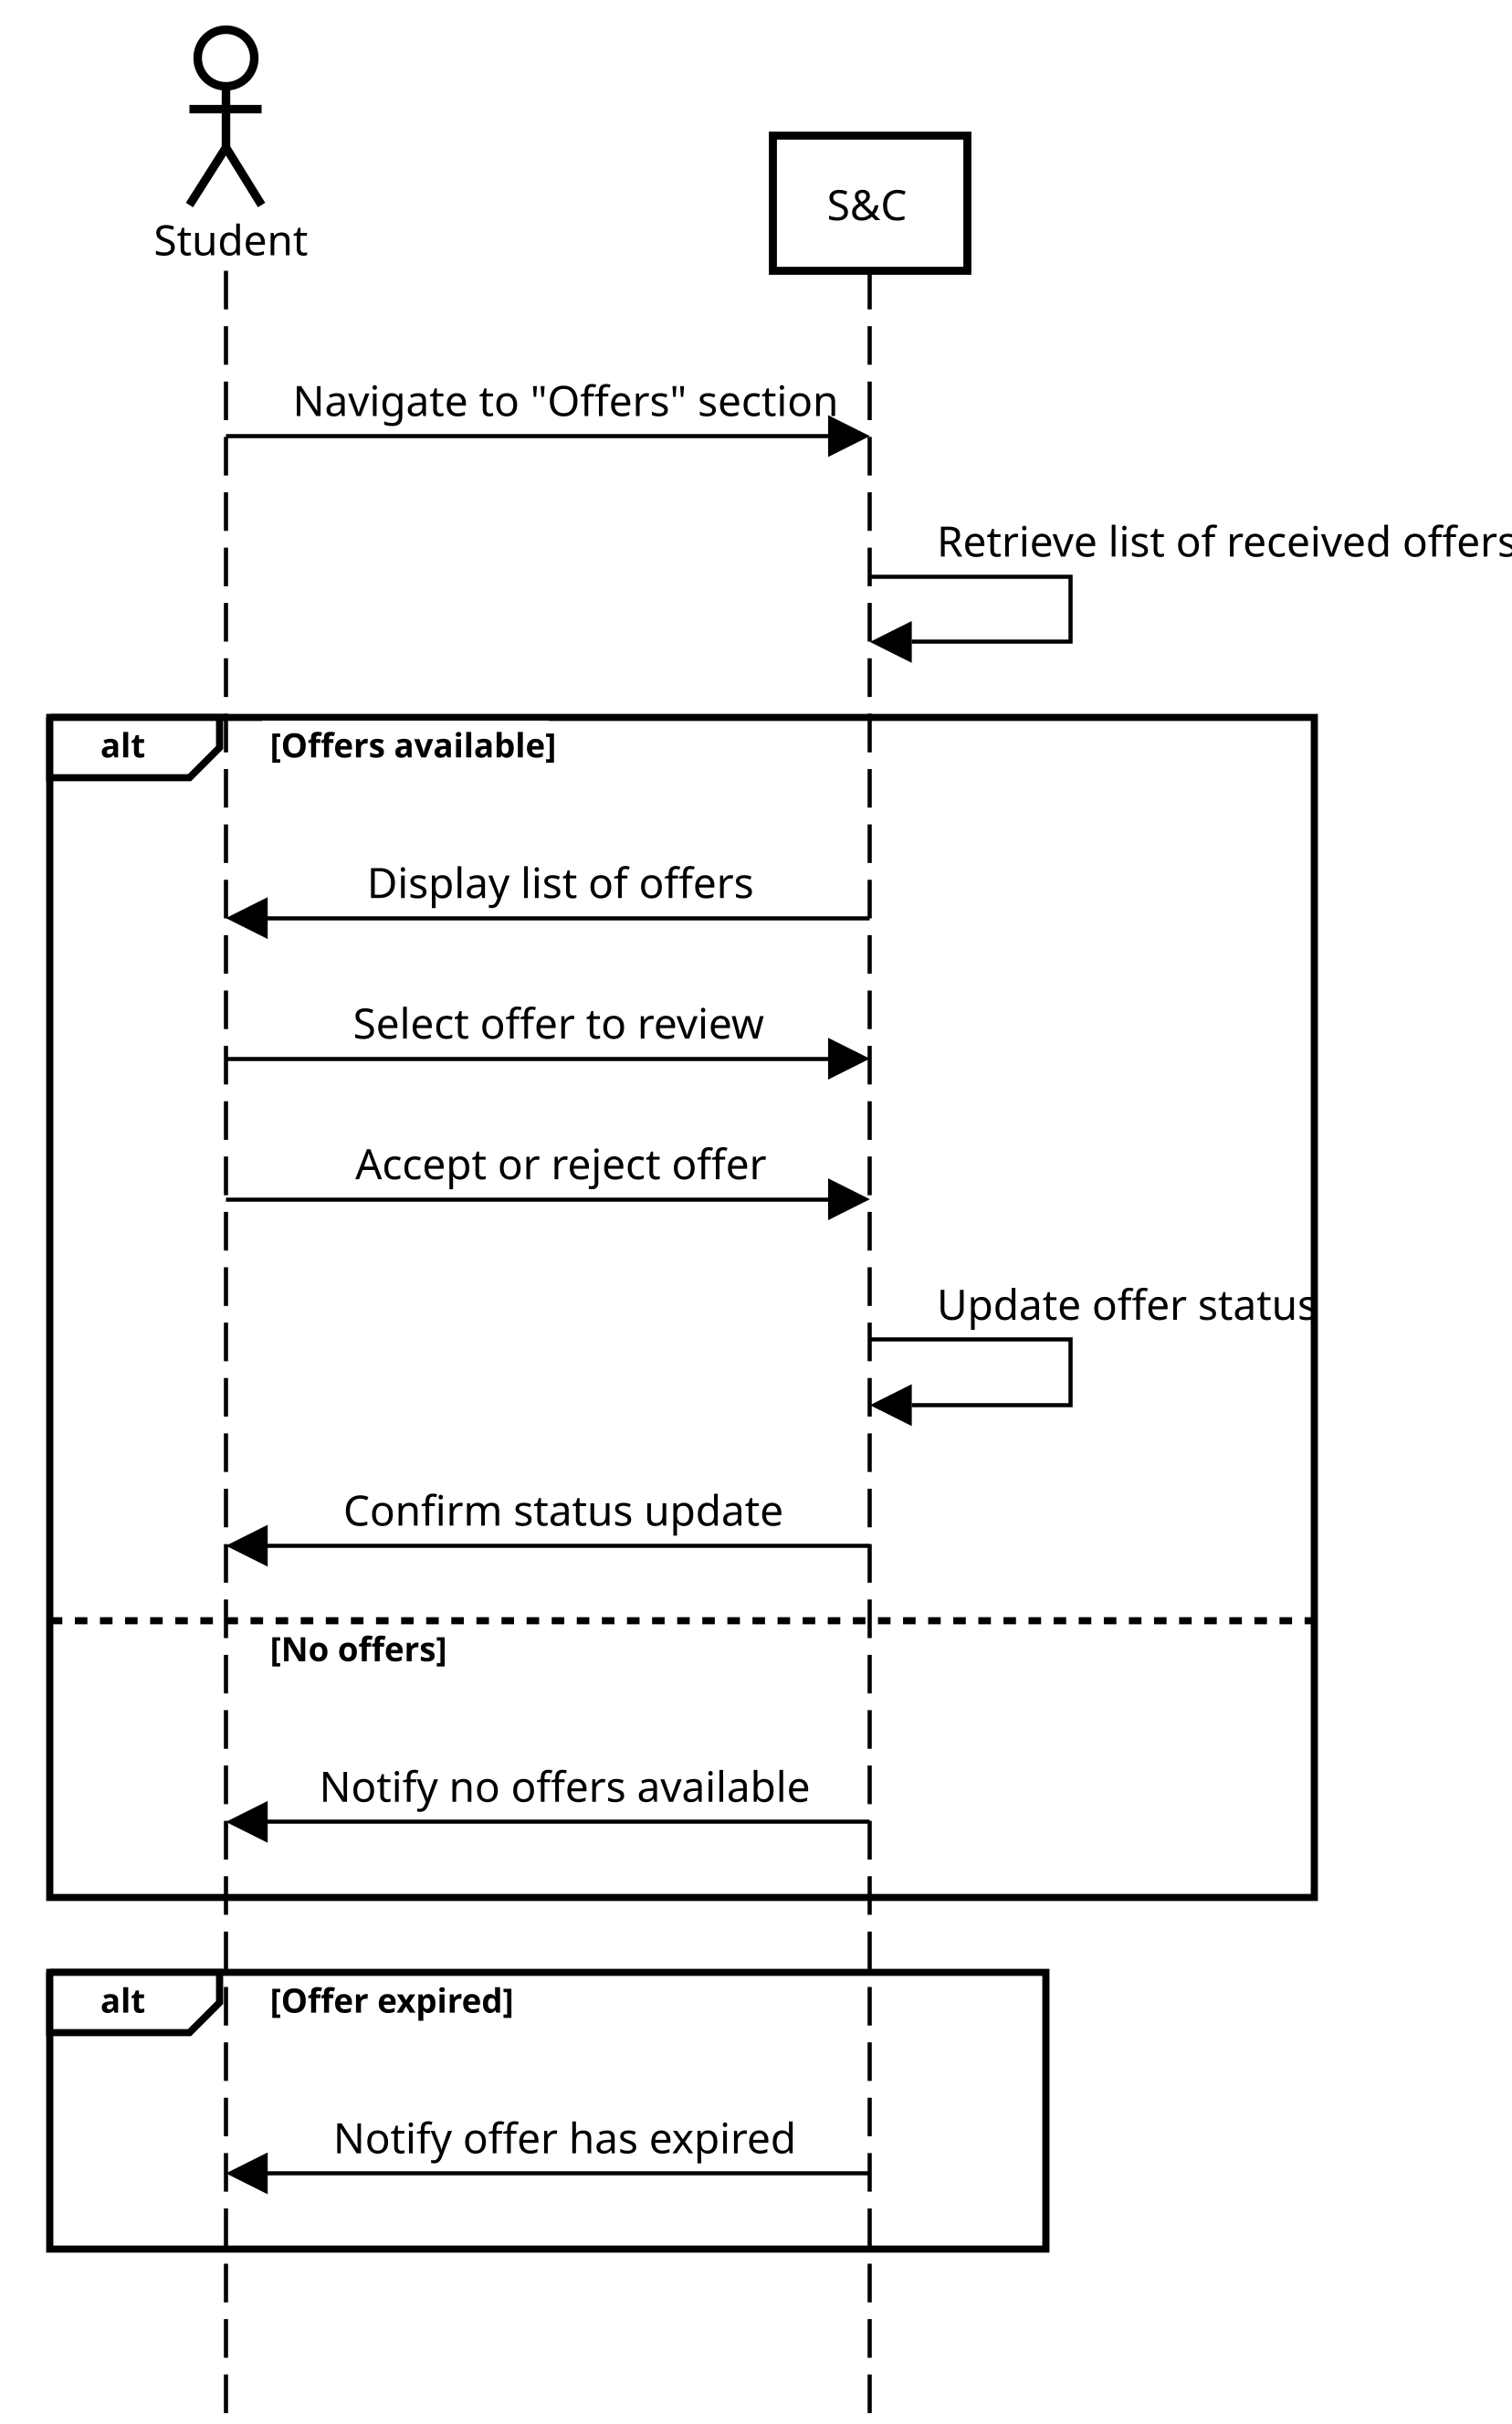 Student
S&C
Navigate to "Offers" section
Retrieve list of received offers
alt
[Offers available]
Display list of offers
Select offer to review
Accept or reject offer
Update offer status
Confirm status update
[No offers]
Notify no offers available
alt
[Offer expired]
Notify offer has expired